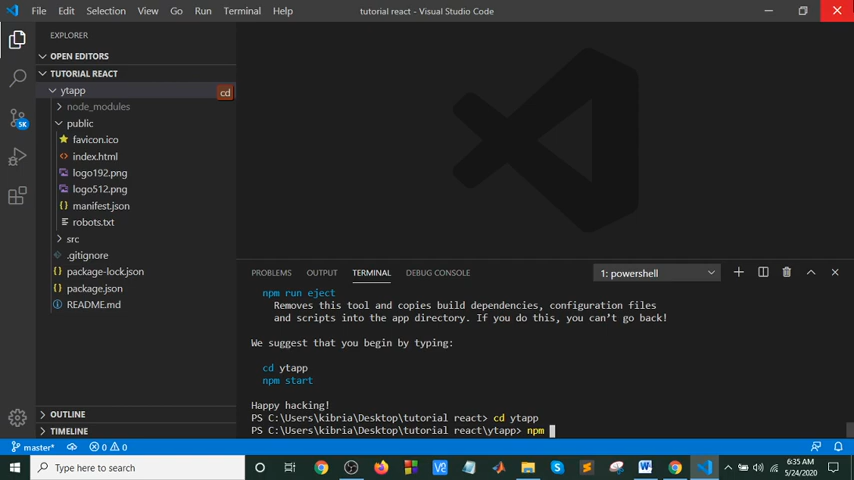 File Edit Selection View Go Run Terminal Help
tutorial react - Visual Studio Code
EXPLORER
OPEN EDITORS
TUTORIAL REACT
ytapp
cd
node_modules
public
favicon.ico
index.html
logo192.png
logo512.png
manifest.json
robots.txt
src
.gitignore
package-lock.json
package.json
README.md
OUTLINE
TIMELINE
5K
PROBLEMS OUTPUT TERMINAL DEBUG CONSOLE
1: powershell
npm run eject
Removes this tool and copies build dependencies, configuration files
and scripts into the app directory. If you do this, you can’t go back!
We suggest that you begin by typing:
cd ytapp
npm start
Happy hacking!
PS C:\Users\kibria\Desktop\tutorial react> cd ytapp
PS C:\Users\kibria\Desktop\tutorial react\ytapp> npm
master* 0 0
Type here to search
V2
6:35 AM
5/24/2020